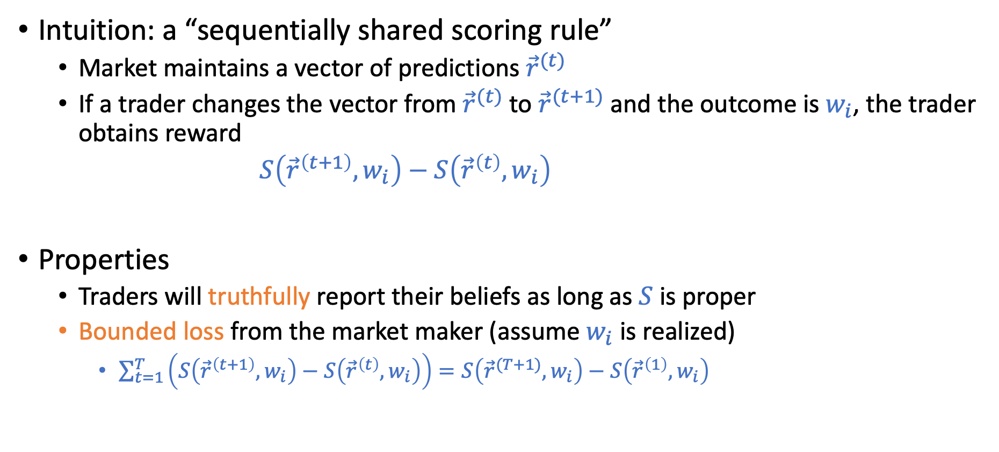 • Intuition: a “sequentially shared scoring rule”
• Market maintains a vector of predictions $\vec{r}^{(t)}$
• If a trader changes the vector from $\vec{r}^{(t)}$ to $\vec{r}^{(t+1)}$ and the outcome is $w_i$, the trader
obtains reward
$S(\vec{r}^{(t+1)}, w_i) - S(\vec{r}^{(t)}, w_i)$
• Properties
• Traders will truthfully report their beliefs as long as $S$ is proper
• Bounded loss from the market maker (assume $w_i$ is realized)
• $\sum_{t=1}^{T} \left( S(\vec{r}^{(t+1)}, w_i) - S(\vec{r}^{(t)}, w_i) \right) = S(\vec{r}^{(T+1)}, w_i) - S(\vec{r}^{(1)}, w_i)$